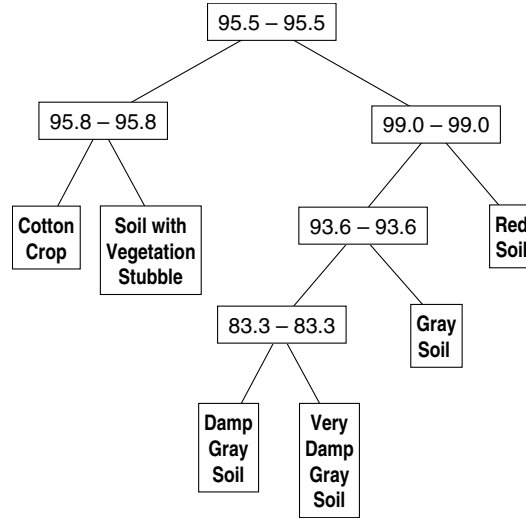 95.5 – 95.5
95.8 – 95.8
99.0 – 99.0
Cotton
Crop
Soil with
Vegetation
Stubble
93.6 – 93.6
Red
Soil
83.3 – 83.3
Gray
Soil
Damp
Gray
Soil
Very
Damp
Gray
Soil